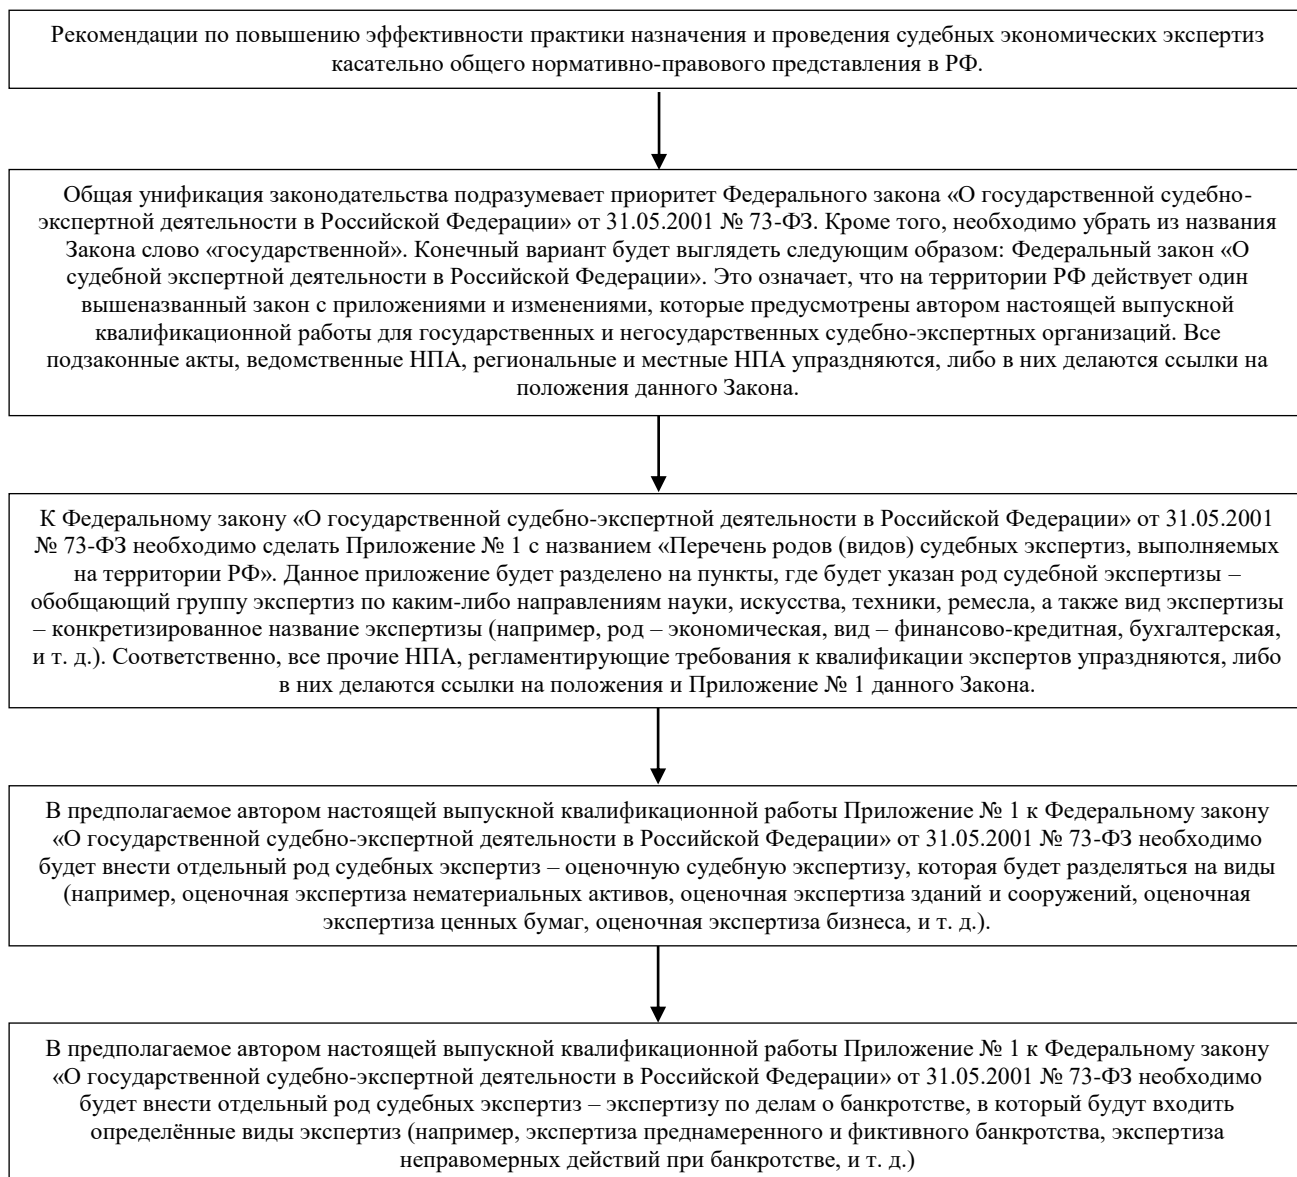 Рекомендации по повышению эффективности практики назначения и проведения судебных экономических экспертиз
касательно общего нормативно-правового представления в РФ.
Общая унификация законодательства подразумевает приоритет Федерального закона «О государственной судебно-
экспертной деятельности в Российской Федерации» от 31.05.2001 № 73-ФЗ. Кроме того, необходимо убрать из названия
Закона слово «государственной». Конечный вариант будет выглядеть следующим образом: Федеральный закон «О
судебной экспертной деятельности в Российской Федерации». Это означает, что на территории РФ действует один
вышеназванный закон с приложениями и изменениями, которые предусмотрены автором настоящей выпускной
квалификационной работы для государственных и негосударственных судебно-экспертных организаций. Все
подзаконные акты, ведомственные НПА, региональные и местные НПА упраздняются, либо в них делаются ссылки на
положения данного Закона.
К Федеральному закону «О государственной судебно-экспертной деятельности в Российской Федерации» от 31.05.2001
№ 73-ФЗ необходимо сделать Приложение № 1 с названием «Перечень родов (видов) судебных экспертиз, выполняемых
на территории РФ». Данное приложение будет разделено на пункты, где будет указан род судебной экспертизы –
обобщающий группу экспертиз по каким-либо направлениям науки, искусства, техники, ремесла, а также вид экспертизы
– конкретизированное название экспертизы (например, род – экономическая, вид – финансово-кредитная, бухгалтерская,
и т. д.). Соответственно, все прочие НПА, регламентирующие требования к квалификации экспертов упраздняются, либо
в них делаются ссылки на положения и Приложение № 1 данного Закона.
В предполагаемое автором настоящей выпускной квалификационной работы Приложение № 1 к Федеральному закону
«О государственной судебно-экспертной деятельности в Российской Федерации» от 31.05.2001 № 73-ФЗ необходимо
будет внести отдельный род судебных экспертиз – оценочную судебную экспертизу, которая будет разделяться на виды
(например, оценочная экспертиза нематериальных активов, оценочная экспертиза зданий и сооружений, оценочная
экспертиза ценных бумаг, оценочная экспертиза бизнеса, и т. д.).
В предполагаемое автором настоящей выпускной квалификационной работы Приложение № 1 к Федеральному закону
«О государственной судебно-экспертной деятельности в Российской Федерации» от 31.05.2001 № 73-ФЗ необходимо
будет внести отдельный род судебных экспертиз – экспертизу по делам о банкротстве, в который будут входить
определённые виды экспертиз (например, экспертиза преднамеренного и фиктивного банкротства, экспертиза
неправомерных действий при банкротстве, и т. д.)